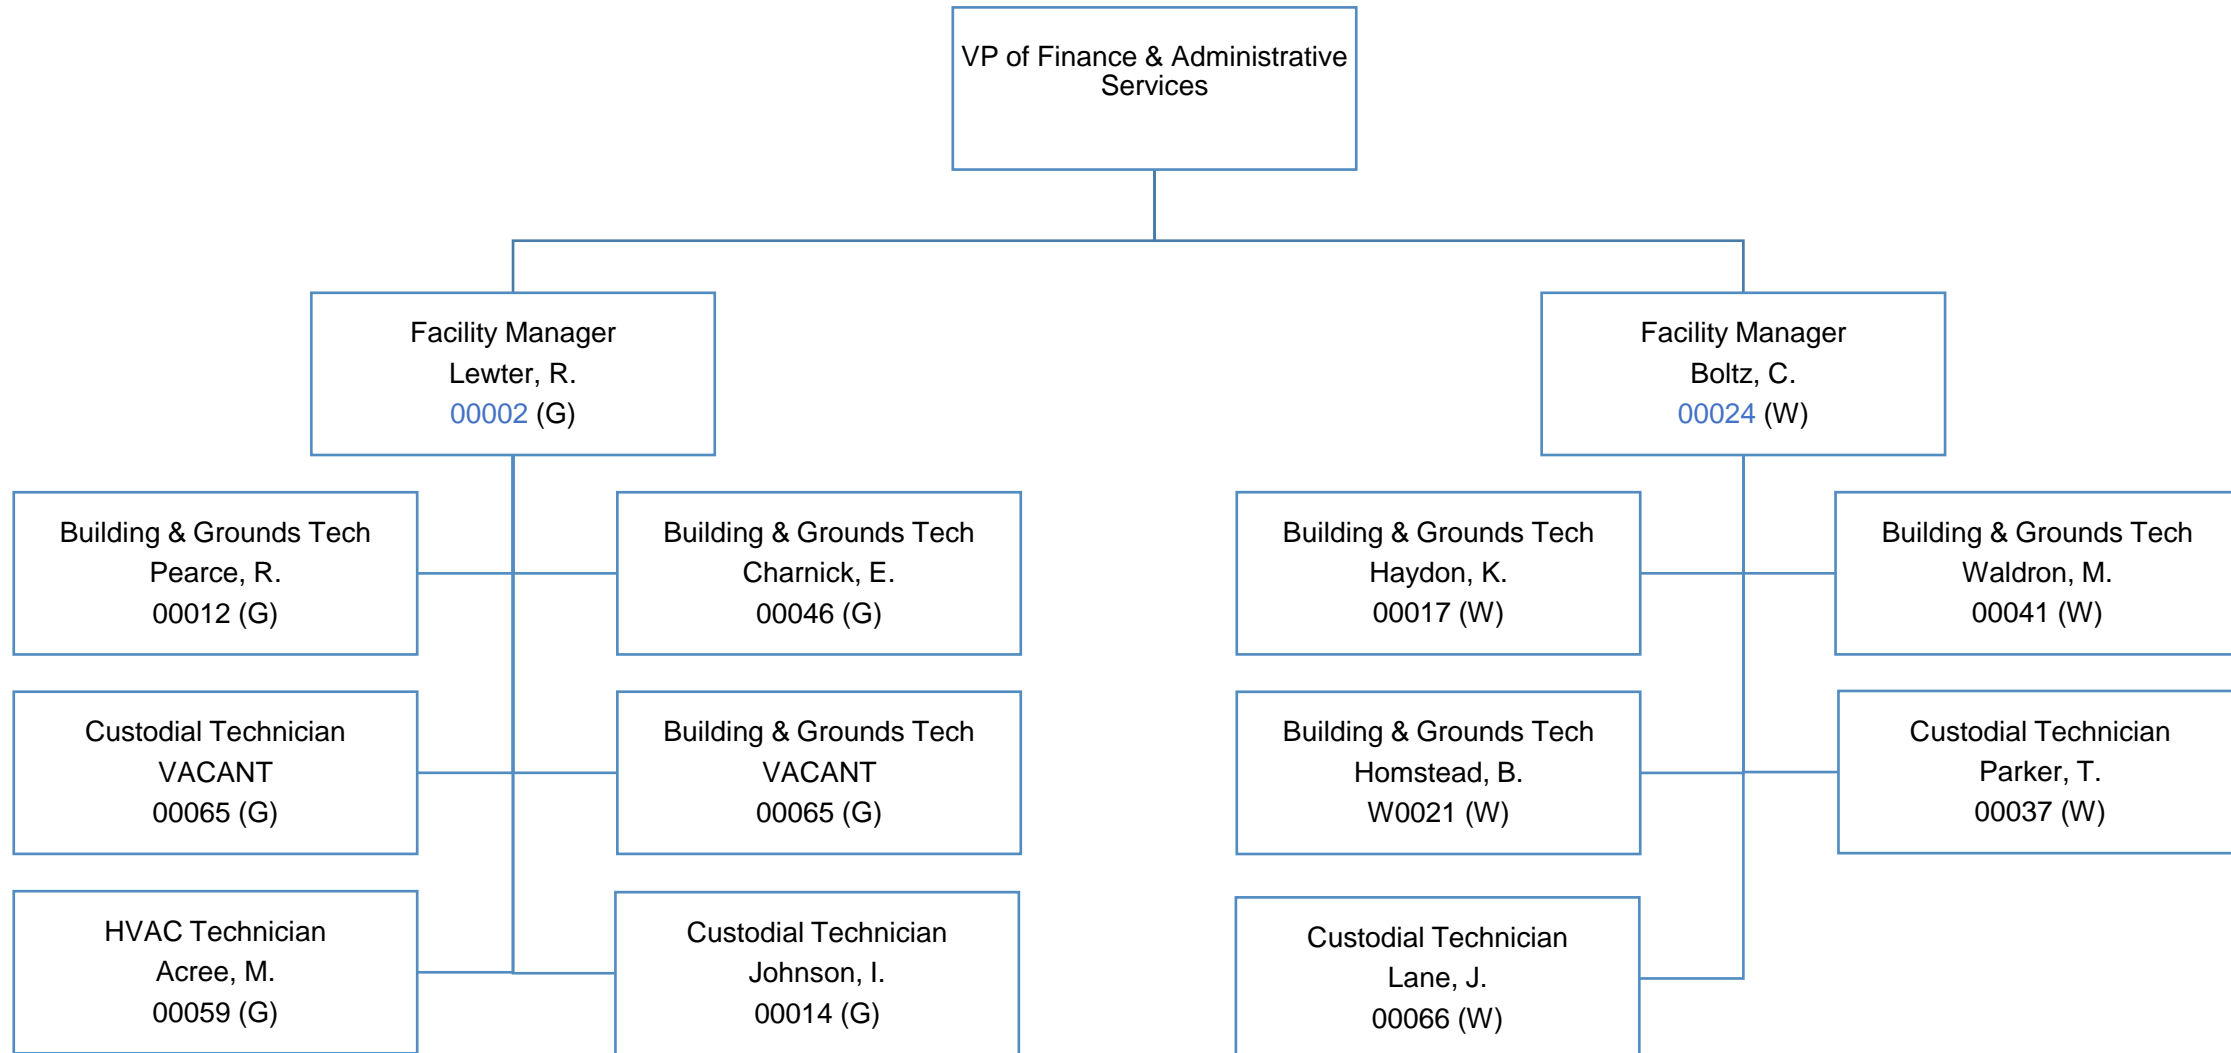 VP of Finance & Administrative
Services
Facility Manager
Lewter, R.
00002 (G)
Facility Manager
Boltz, C.
00024 (W)
Building & Grounds Tech
Pearce, R.
00012 (G)
Building & Grounds Tech
Charnick, E.
00046 (G)
Building & Grounds Tech
Haydon, K.
00017 (W)
Building & Grounds Tech
Waldron, M.
00041 (W)
Custodial Technician
VACANT
00065 (G)
Building & Grounds Tech
VACANT
00065 (G)
Building & Grounds Tech
Homstead, B.
W0021 (W)
Custodial Technician
Parker, T.
00037 (W)
HVAC Technician
Acree, M.
00059 (G)
Custodial Technician
Johnson, I.
00014 (G)
Custodial Technician
Lane, J.
00066 (W)